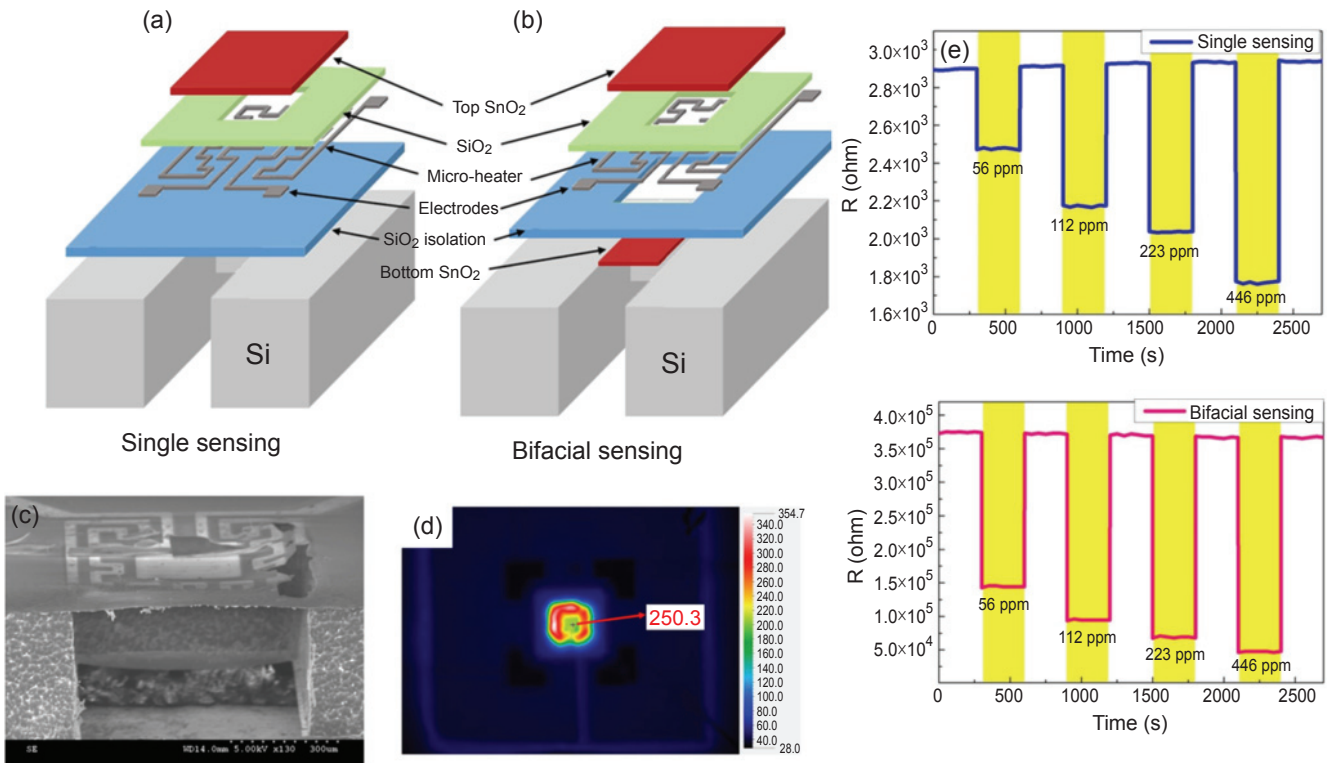 (a)
(b)
Top SnO₂
SiO₂
Micro-heater
Electrodes
SiO₂ isolation
Bottom SnO₂
Si
Si
Single sensing
Bifacial sensing
(c)
SE WD14.0mm 5.00kV x130 300um
(d)
250.3
354.7
340.0
320.0
300.0
280.0
260.0
240.0
220.0
200.0
180.0
160.0
140.0
120.0
100.0
80.0
60.0
40.0
28.0
(e)
Single sensing
R (ohm)
3.0×10³
2.8×10³
2.6×10³
2.4×10³
2.2×10³
2.0×10³
1.8×10³
1.6×10³
56 ppm
112 ppm
223 ppm
446 ppm
0 500 1000 1500 2000 2500
Time (s)
Bifacial sensing
R (ohm)
4.0×10⁵
3.5×10⁵
3.0×10⁵
2.5×10⁵
2.0×10⁵
1.5×10⁵
1.0×10⁵
5.0×10⁴
56 ppm
112 ppm
223 ppm
446 ppm
0 500 1000 1500 2000 2500
Time (s)